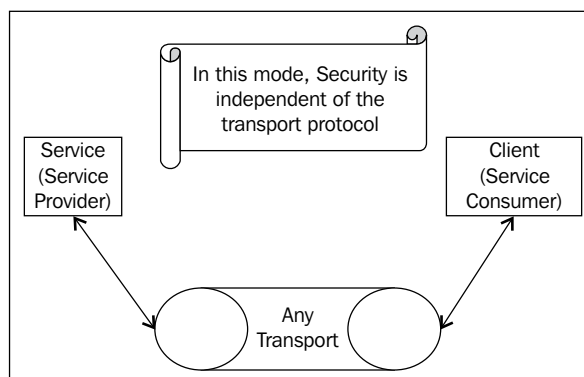 In this mode, Security is
independent of the
transport protocol
Service
(Service
Provider)
Client
(Service
Consumer)
Any
Transport